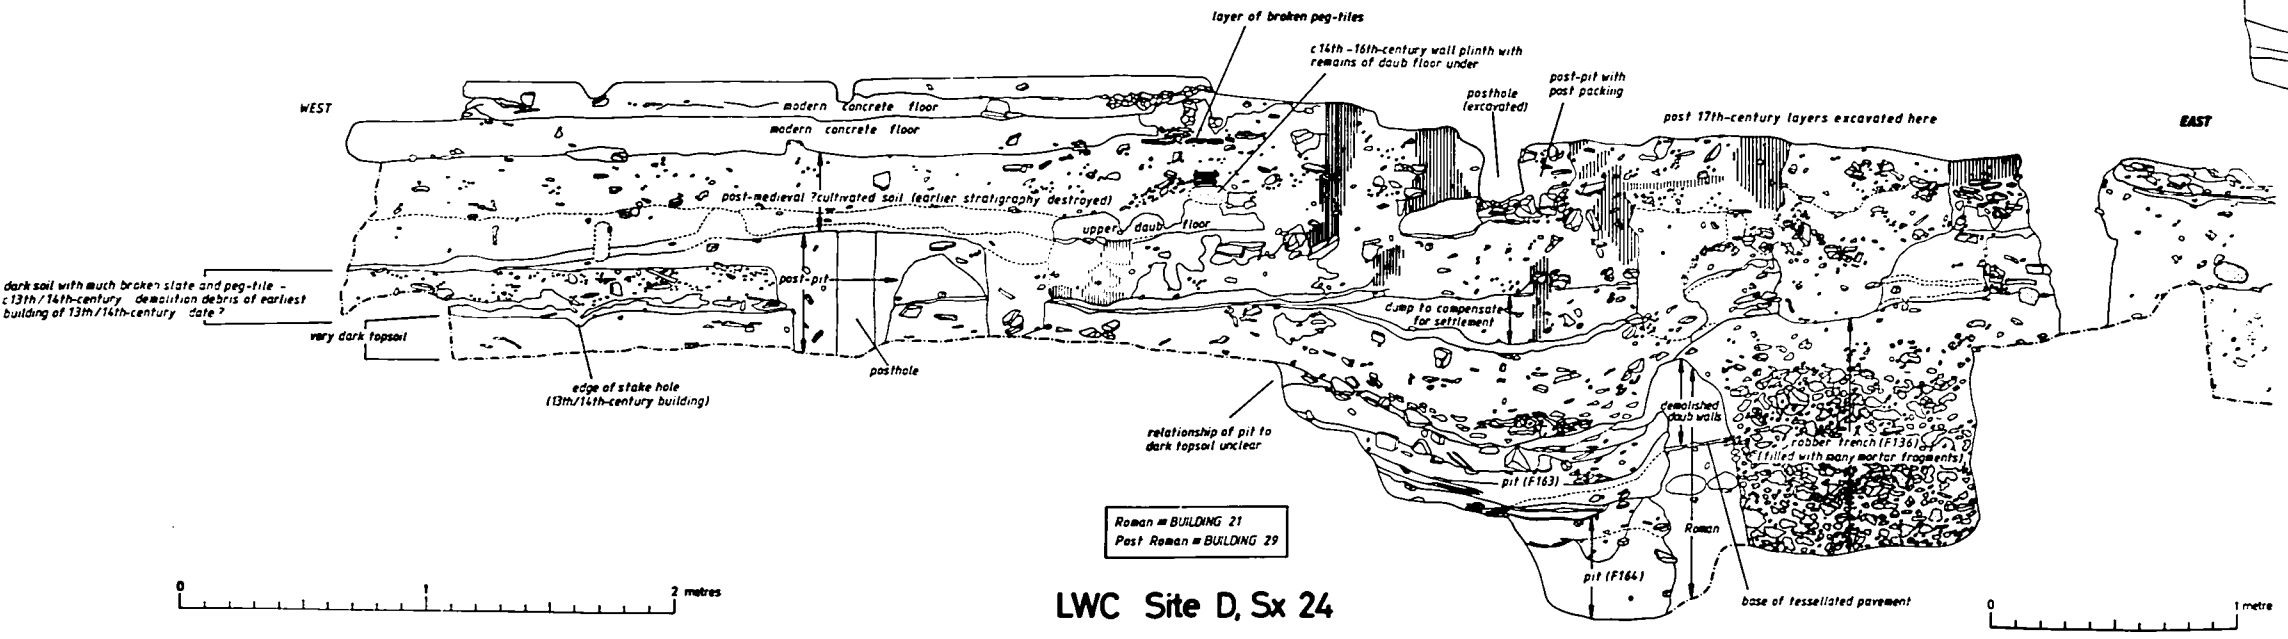 layer of broken peg-tiles
c 14th-16th-century wall plinth with
remains of daub floor under
post-pit with
post packing
posthole
(excavated)
WEST
modern concrete floor
modern concrete floor
post 17th-century layers excavated here
EAST
post-medieval ?cultivated soil (earlier stratigraphy destroyed)
upper daub floor
dark soil with much broken slate and peg-tile -
c13th/14th-century demolition debris of earliest
building of 13th/14th-century date ?
post-pit
dump to compensate
for settlement
very dark topsoil
posthole
edge of stake hole
(13th/14th-century building)
relationship of pit to
dark topsoil unclear
demolished
daub walls
robber trench (F136)
(filled with many mortar fragments)
pit (F163)
Roman = BUILDING 21
Post Roman = BUILDING 29
Roman
pit (F164)
base of tessellated pavement
0 1 2 metres
LWC Site D, Sx 24
0 1 metre